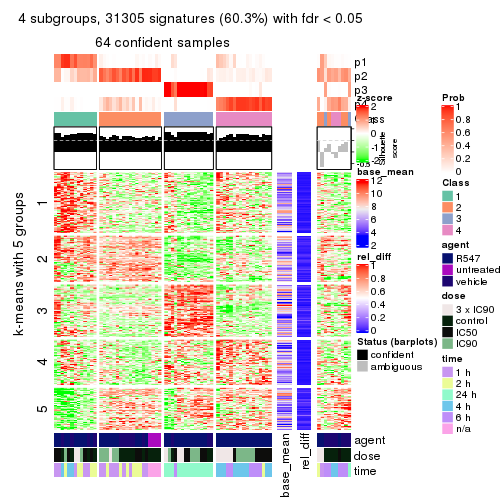 4 subgroups, 31305 signatures (60.3%) with fdr < 0.05
64 confident samples
p1
p2
p3
k-means with 5 groups
1
2
3
4
5
z-score
2
1
0
-1
-2
silhouette
score
base_mean
12
10
8
6
4
2
rel_diff
1
0.8
0.6
0.4
0.2
0
Status (barplots)
confident
ambiguous
Prob
1
0.8
0.6
0.4
0.2
0
Class
1
2
3
4
agent
R547
untreated
vehicle
dose
3 x IC90
control
IC50
IC90
time
1 h
2 h
24 h
4 h
6 h
n/a
agent
dose
time
base_mean
rel_diff